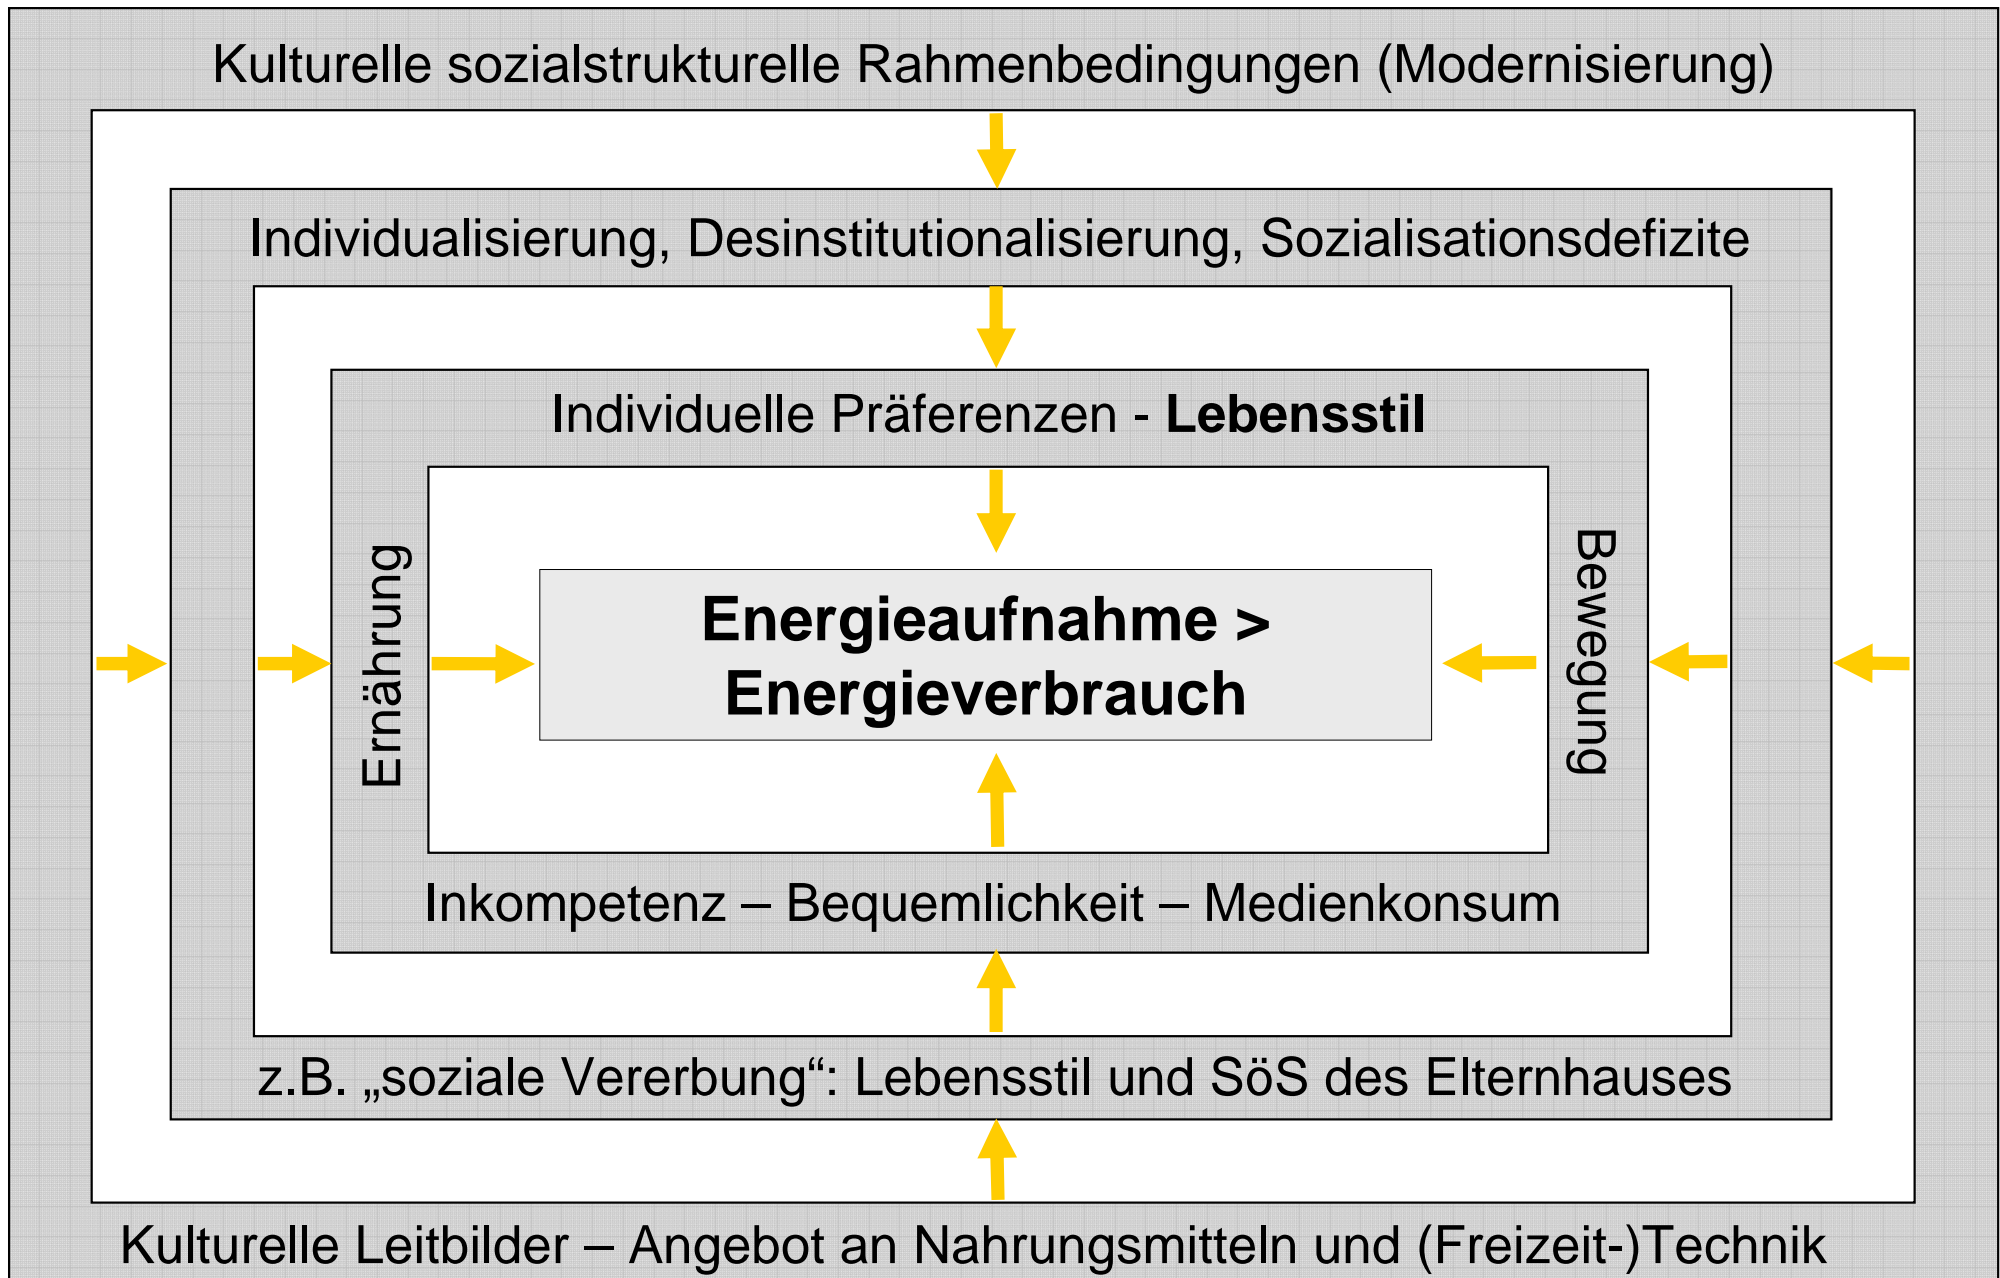 Kulturelle sozialstrukturelle Rahmenbedingungen (Modernisierung)
Individualisierung, Desinstitutionalisierung, Sozialisationsdefizite
Individuelle Präferenzen - Lebensstil
Ernährung
Energieaufnahme >
Energieverbrauch
Bewegung
Inkompetenz – Bequemlichkeit – Medienkonsum
z.B. „soziale Vererbung“: Lebensstil und SöS des Elternhauses
Kulturelle Leitbilder – Angebot an Nahrungsmitteln und (Freizeit-)Technik